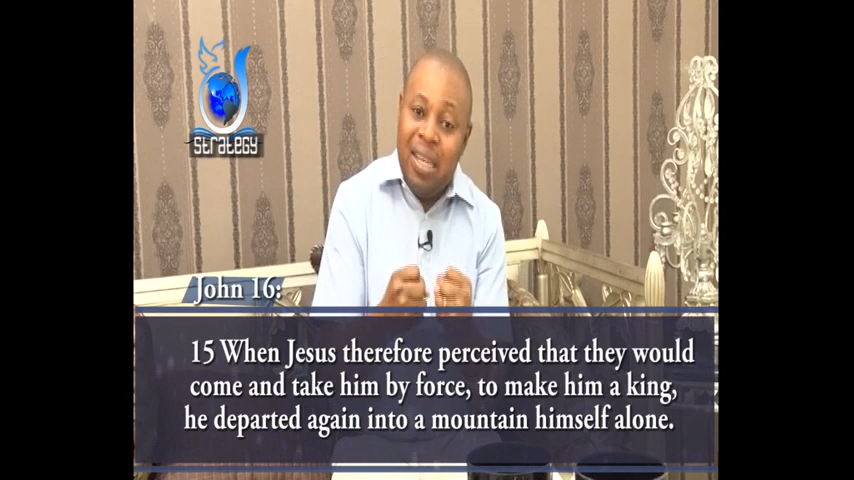 Strategy
John 16:
15 When Jesus therefore perceived that they would
come and take him by force, to make him a king,
he departed again into a mountain himself alone.